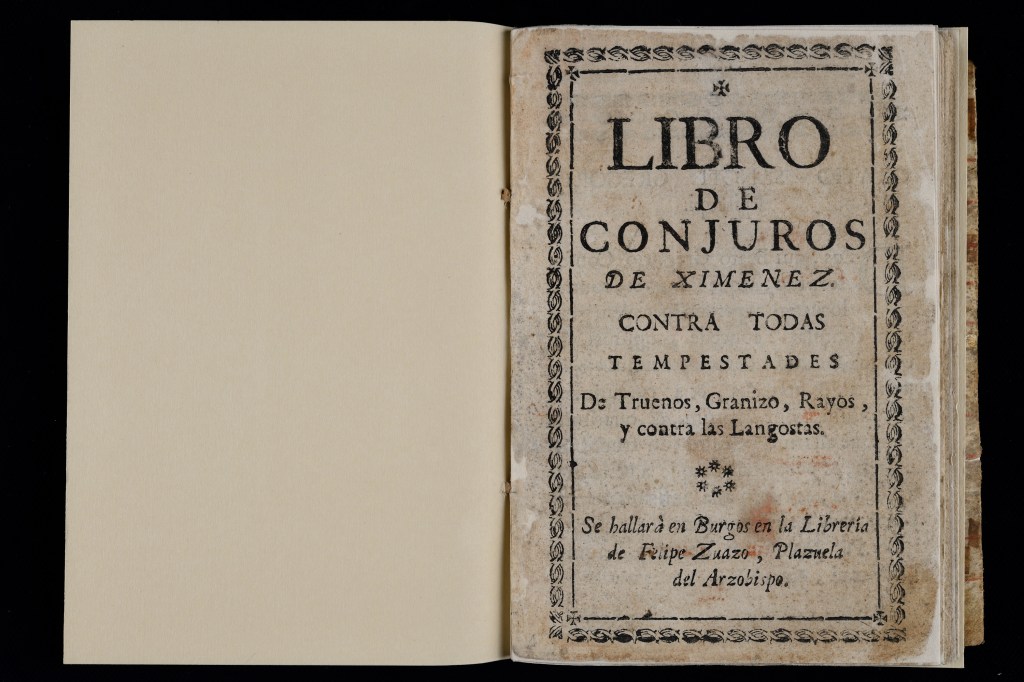 LIBRO
DE
CONJUROS
DE XIMENEZ.
CONTRA TODAS
TEMPESTADES
De Truenos, Granizo, Rayos,
y contra las Langostas.
Se hallarà en Burgos en la Librería
de Felipe Zuazo, Plazuela
del Arzobispo.